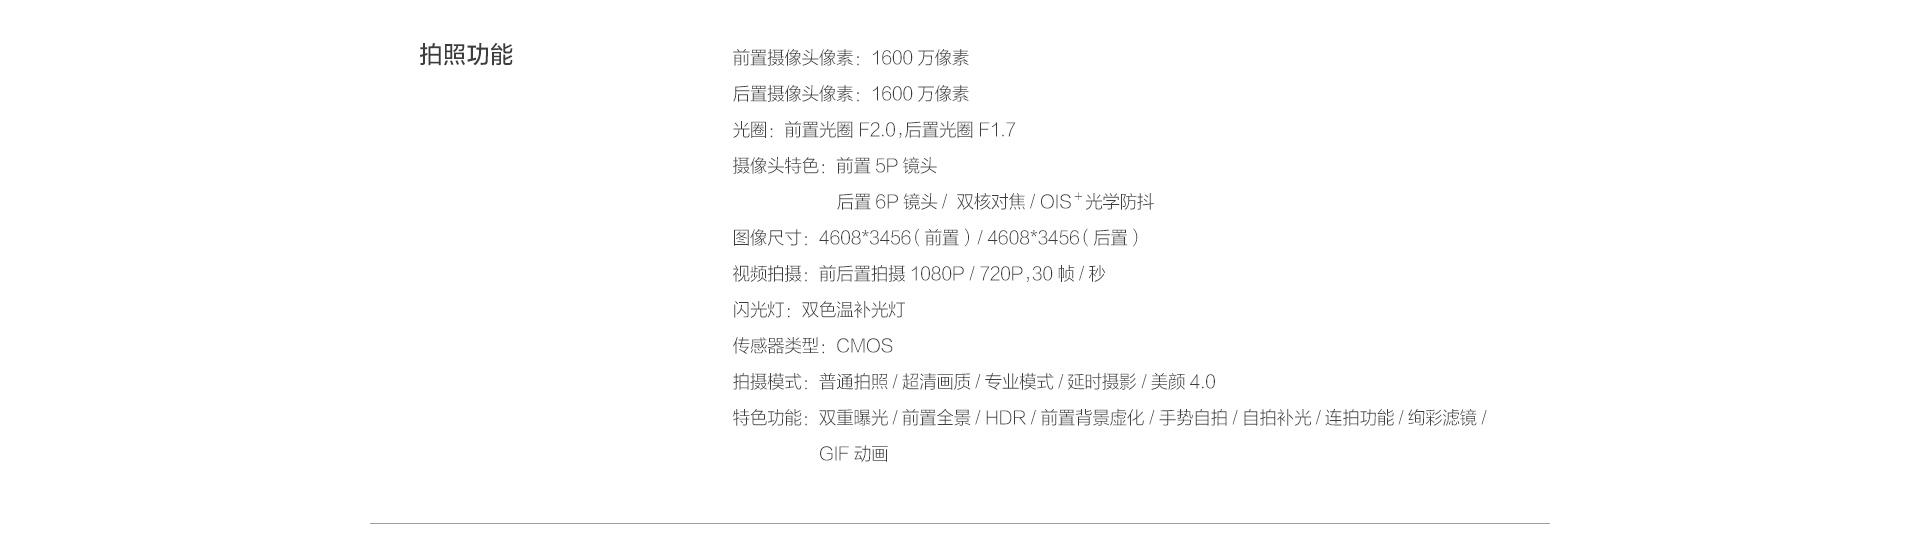 拍照功能
前置摄像头像素：1600 万像素
后置摄像头像素：1600 万像素
光圈：前置光圈 F2.0,后置光圈 F1.7
摄像头特色：前置 5P 镜头
后置 6P 镜头 / 双核对焦 / OIS⁺光学防抖
图像尺寸：4608*3456（前置）/ 4608*3456（后置）
视频拍摄：前后置拍摄 1080P / 720P,30 帧 / 秒
闪光灯：双色温补光灯
传感器类型：CMOS
拍摄模式：普通拍照 / 超清画质 / 专业模式 / 延时摄影 / 美颜 4.0
特色功能：双重曝光 / 前置全景 / HDR / 前置背景虚化 / 手势自拍 / 自拍补光 / 连拍功能 / 绚彩滤镜 /
GIF 动画